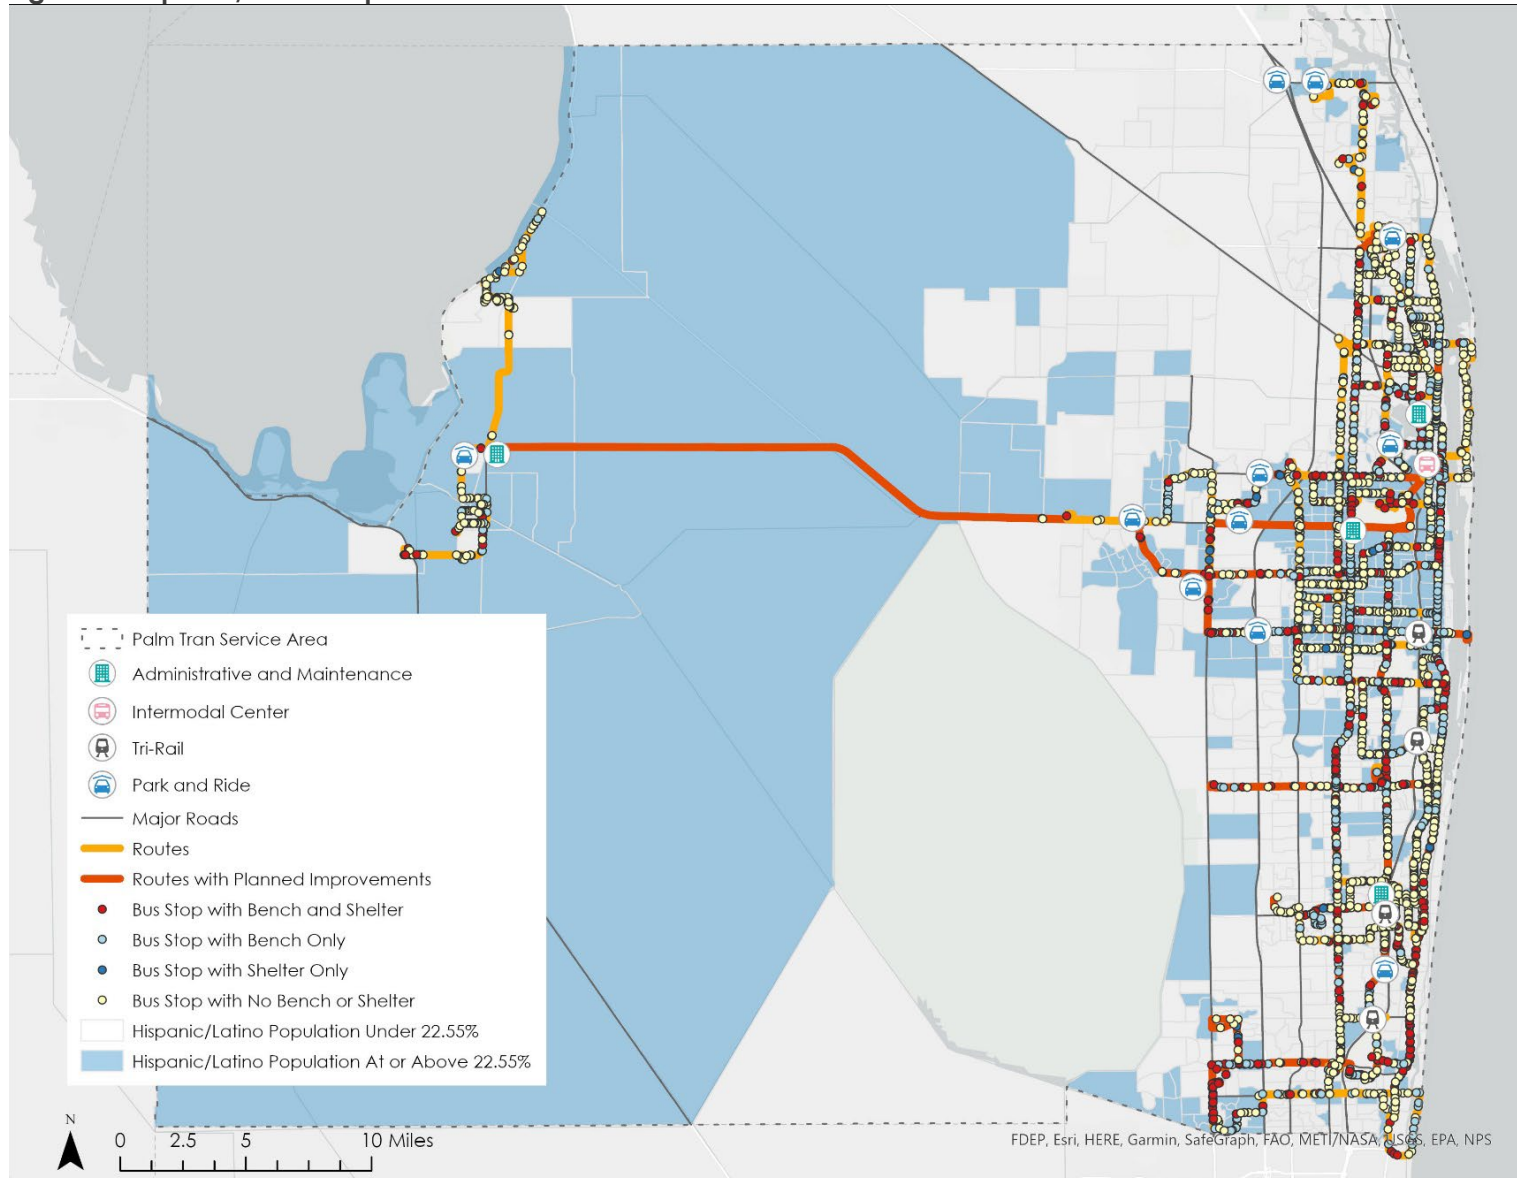 Palm Tran Service Area
Administrative and Maintenance
Intermodal Center
Tri-Rail
Park and Ride
Major Roads
Routes
Routes with Planned Improvements
Bus Stop with Bench and Shelter
Bus Stop with Bench Only
Bus Stop with Shelter Only
Bus Stop with No Bench or Shelter
Hispanic/Latino Population Under 22.55%
Hispanic/Latino Population At or Above 22.55%
N
0 2.5 5 10 Miles
FDEP, Esri, HERE, Garmin, SafeGraph, FAO, METI/NASA, USGS, EPA, NPS